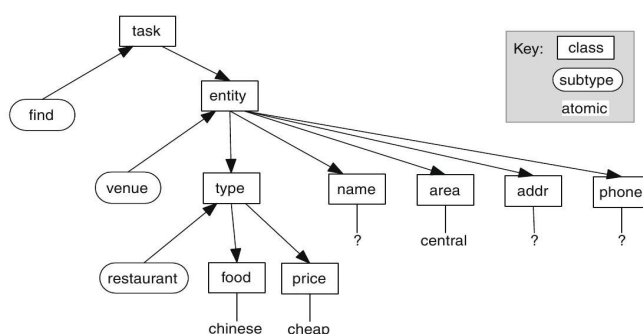 task
Key:
class
subtype
atomic
entity
find
venue
type
name
area
addr
phone
?
central
?
?
restaurant
food
price
chinese
cheap